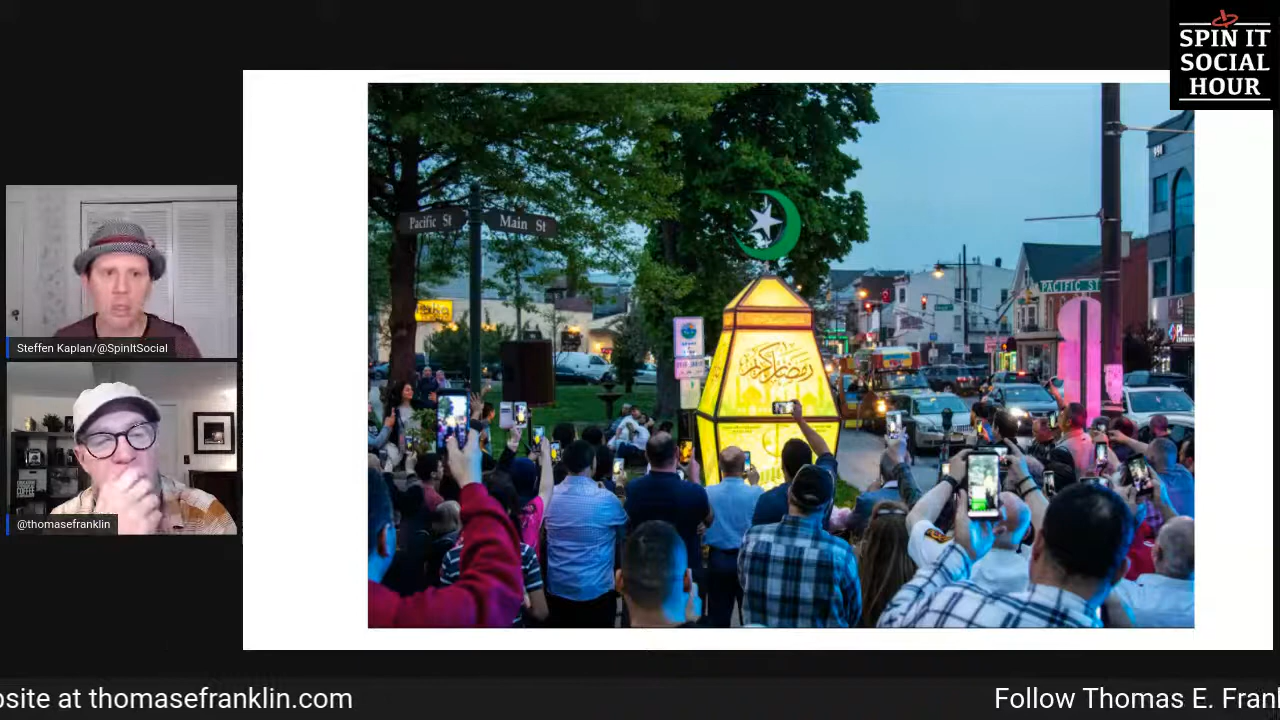 SPIN IT
SOCIAL
HOUR
Pacific St
Main St
PACIFIC ST
رمضان كريم
Steffen Kaplan/@SpinItSocial
@thomasefranklin
osite at thomasefranklin.com
Follow Thomas E. Frank